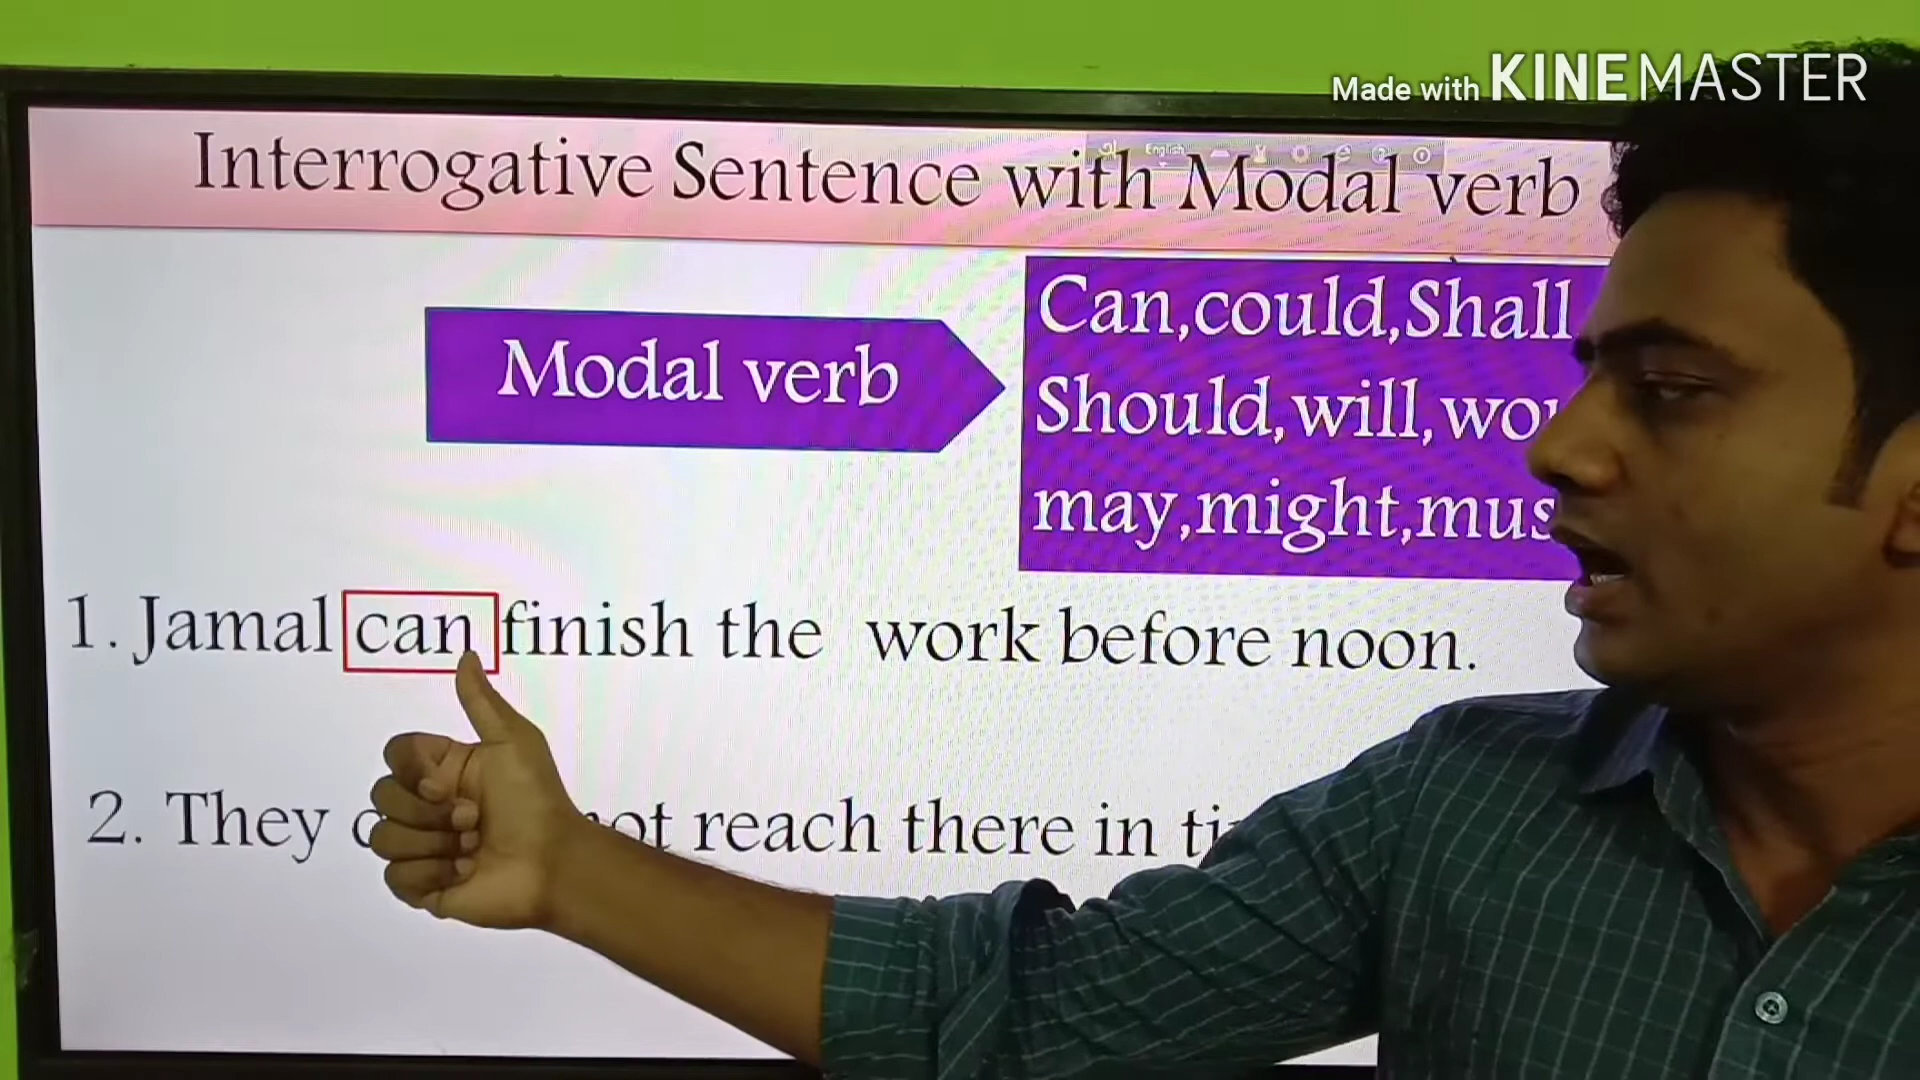 Made with KINEMASTER
Interrogative Sentence with Modal verb
English
Modal verb
Can,could,Shall
Should,will,
may,might,
1. Jamal can finish the work before noon.
2. They reach there in